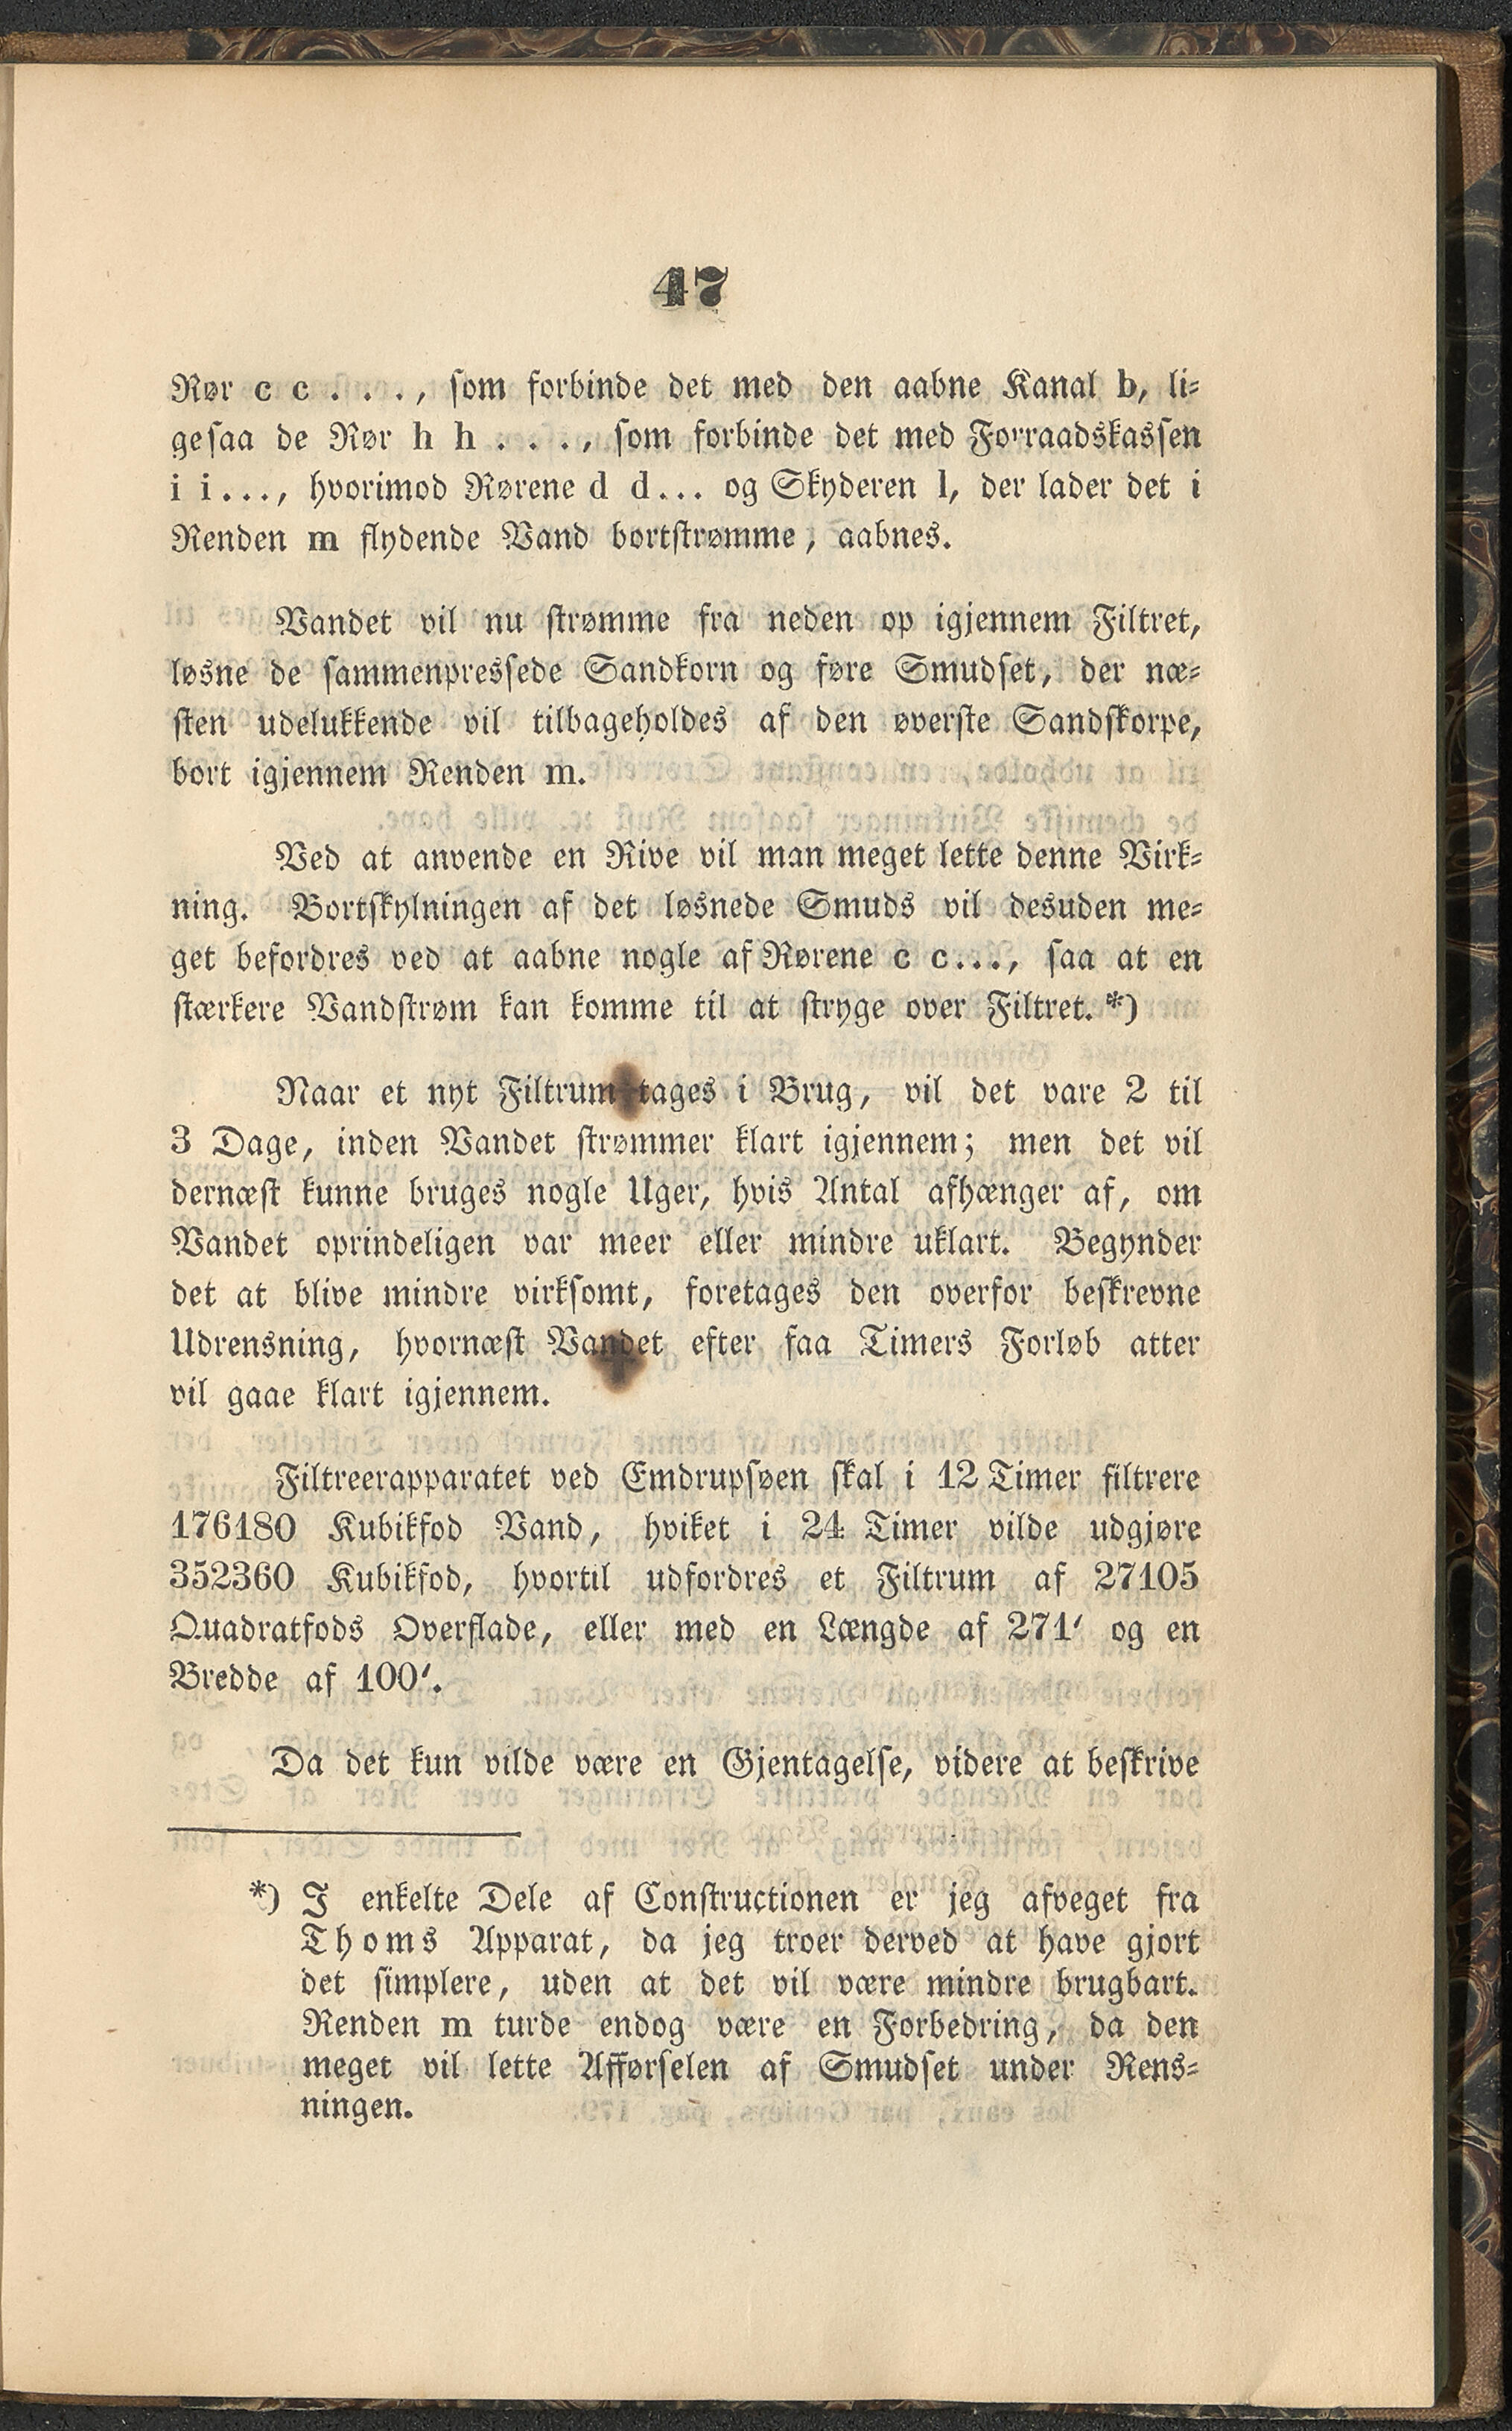 47
Rør c c . . ., som forbinde det med den aabne Kanal b, li-
gesaa de Rør h h . . ., som forbinde det med Forraadskassen
i i..., hvorimod Rørene d d... og Skyderen l, der lader det i
Renden m flydende Vand bortstrømme, aabnes.
Vandet vil nu strømme fra neden op igjennem Filtret,
løsne de sammenpressede Sandkorn og føre Smudset, der næ-
sten udelukkende vil tilbageholdes af den øverste Sandskorpe,
bort igjennem Renden m.
Ved at anvende en Rive vil man meget lette denne Virk-
ning. Bortskylningen af det løsnede Smuds vil desuden me-
get befordres ved at aabne nogle af Rørene c c..., saa at en
stærkere Vandstrøm kan komme til at stryge over Filtret. *)
Naar et nyt Filtrum tages i Brug, vil det vare 2 til
3 Dage, inden Vandet strømmer klart igjennem; men det vil
dernæst kunne bruges nogle Uger, hvis Antal afhænger af, om
Vandet oprindeligen var meer eller mindre uklart. Begynder
det at blive mindre virksomt, foretages den overfor beskrevne
Udrensning, hvornæst Vandet efter faa Timers Forløb atter
vil gaae klart igjennem.
Filtreerapparatet ved Emdrupsøen skal i 12 Timer filtrere
176180 Kubikfod Vand, hviket i 24 Timer vilde udgjøre
352360 Kubikfod, hvortil udfordres et Filtrum af 27105
Quadratfods Overflade, eller med en Længde af 271′ og en
Bredde af 100′.
Da det kun vilde være en Gjentagelse, videre at beskrive
*) I enkelte Dele af Constructionen er jeg afveget fra
Thoms Apparat, da jeg troer derved at have gjort
det simplere, uden at det vil være mindre brugbart.
Renden m turde endog være en Forbedring, da den
meget vil lette Afførselen af Smudset under Rens-
ningen.